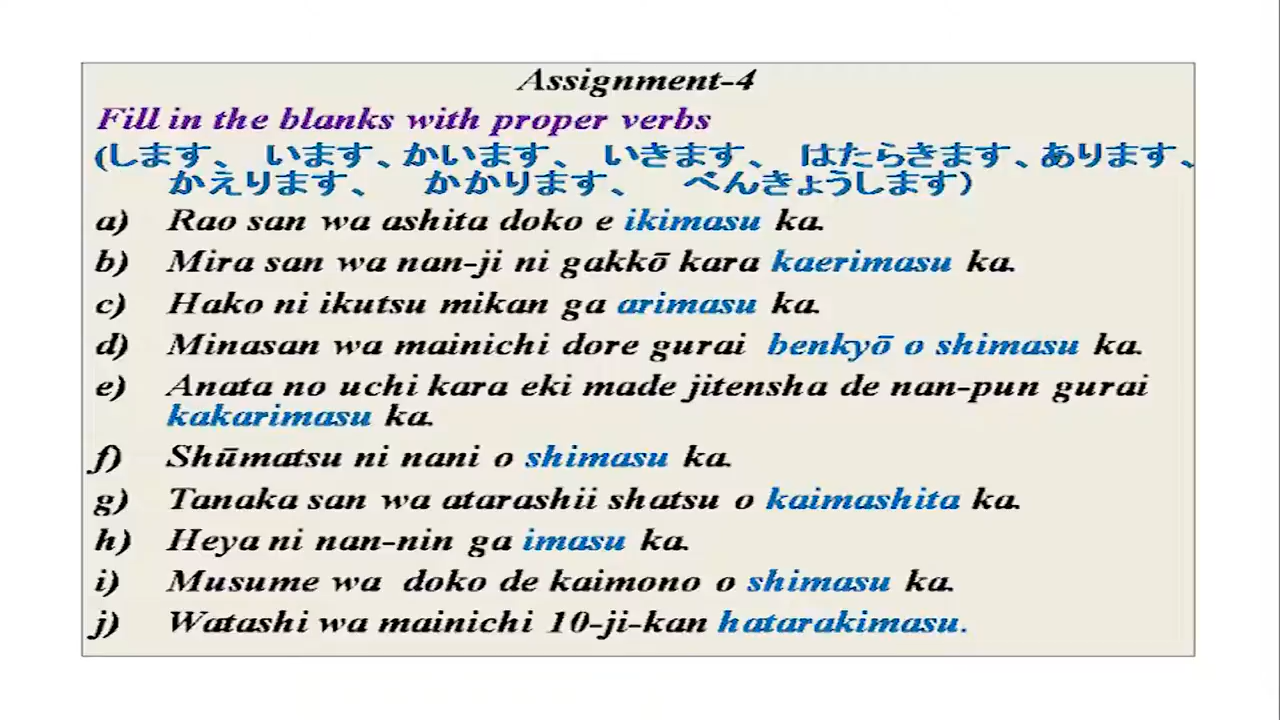 Assignment-4
Fill in the blanks with proper verbs
(します、 います、かいます、 いきます、 はたらきます、あります、
かえります、 かかります、 べんきょうします)
a) Rao san wa ashita doko e ikimasu ka.
b) Mira san wa nan-ji ni gakkō kara kaerimasu ka.
c) Hako ni ikutsu mikan ga arimasu ka.
d) Minasan wa mainichi dore gurai benkyō o shimasu ka.
e) Anata no uchi kara eki made jitensha de nan-pun gurai
kakarimasu ka.
f) Shūmatsu ni nani o shimasu ka.
g) Tanaka san wa atarashii shatsu o kaimashita ka.
h) Heya ni nan-nin ga imasu ka.
i) Musume wa doko de kaimono o shimasu ka.
j) Watashi wa mainichi 10-ji-kan hatarakimasu.